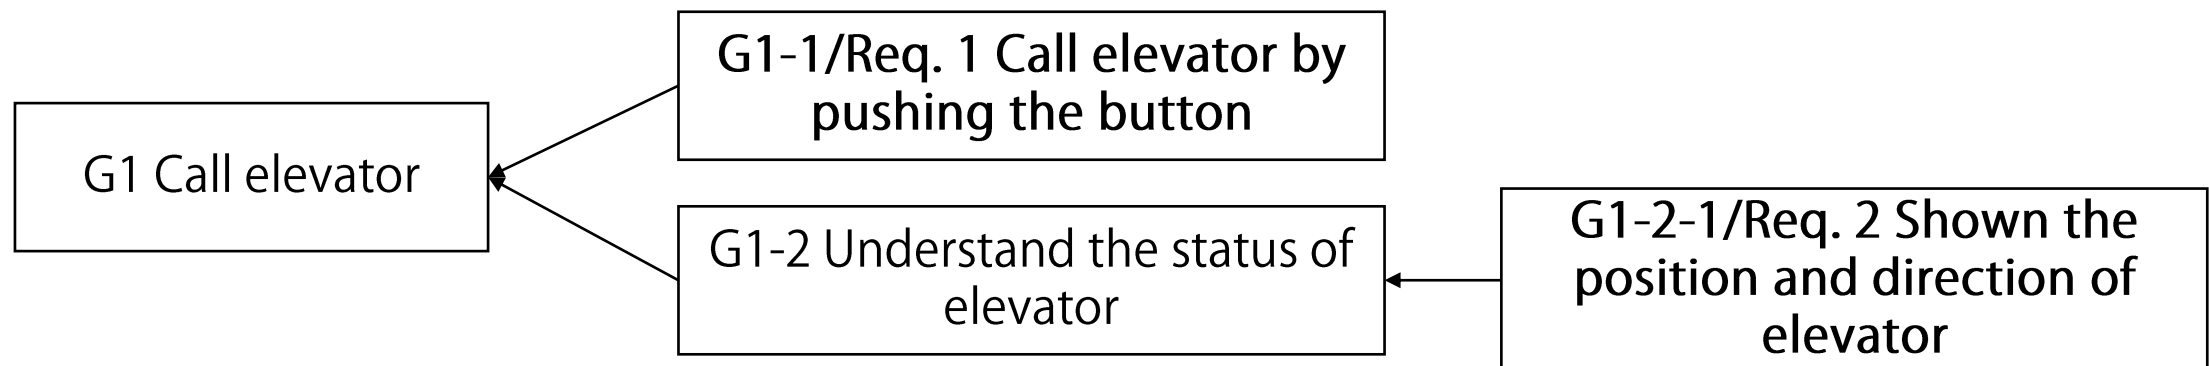 G1-1/Req. 1 Call elevator by
pushing the button
G1 Call elevator
G1-2 Understand the status of
elevator
G1-2-1/Req. 2 Shown the
position and direction of
elevator